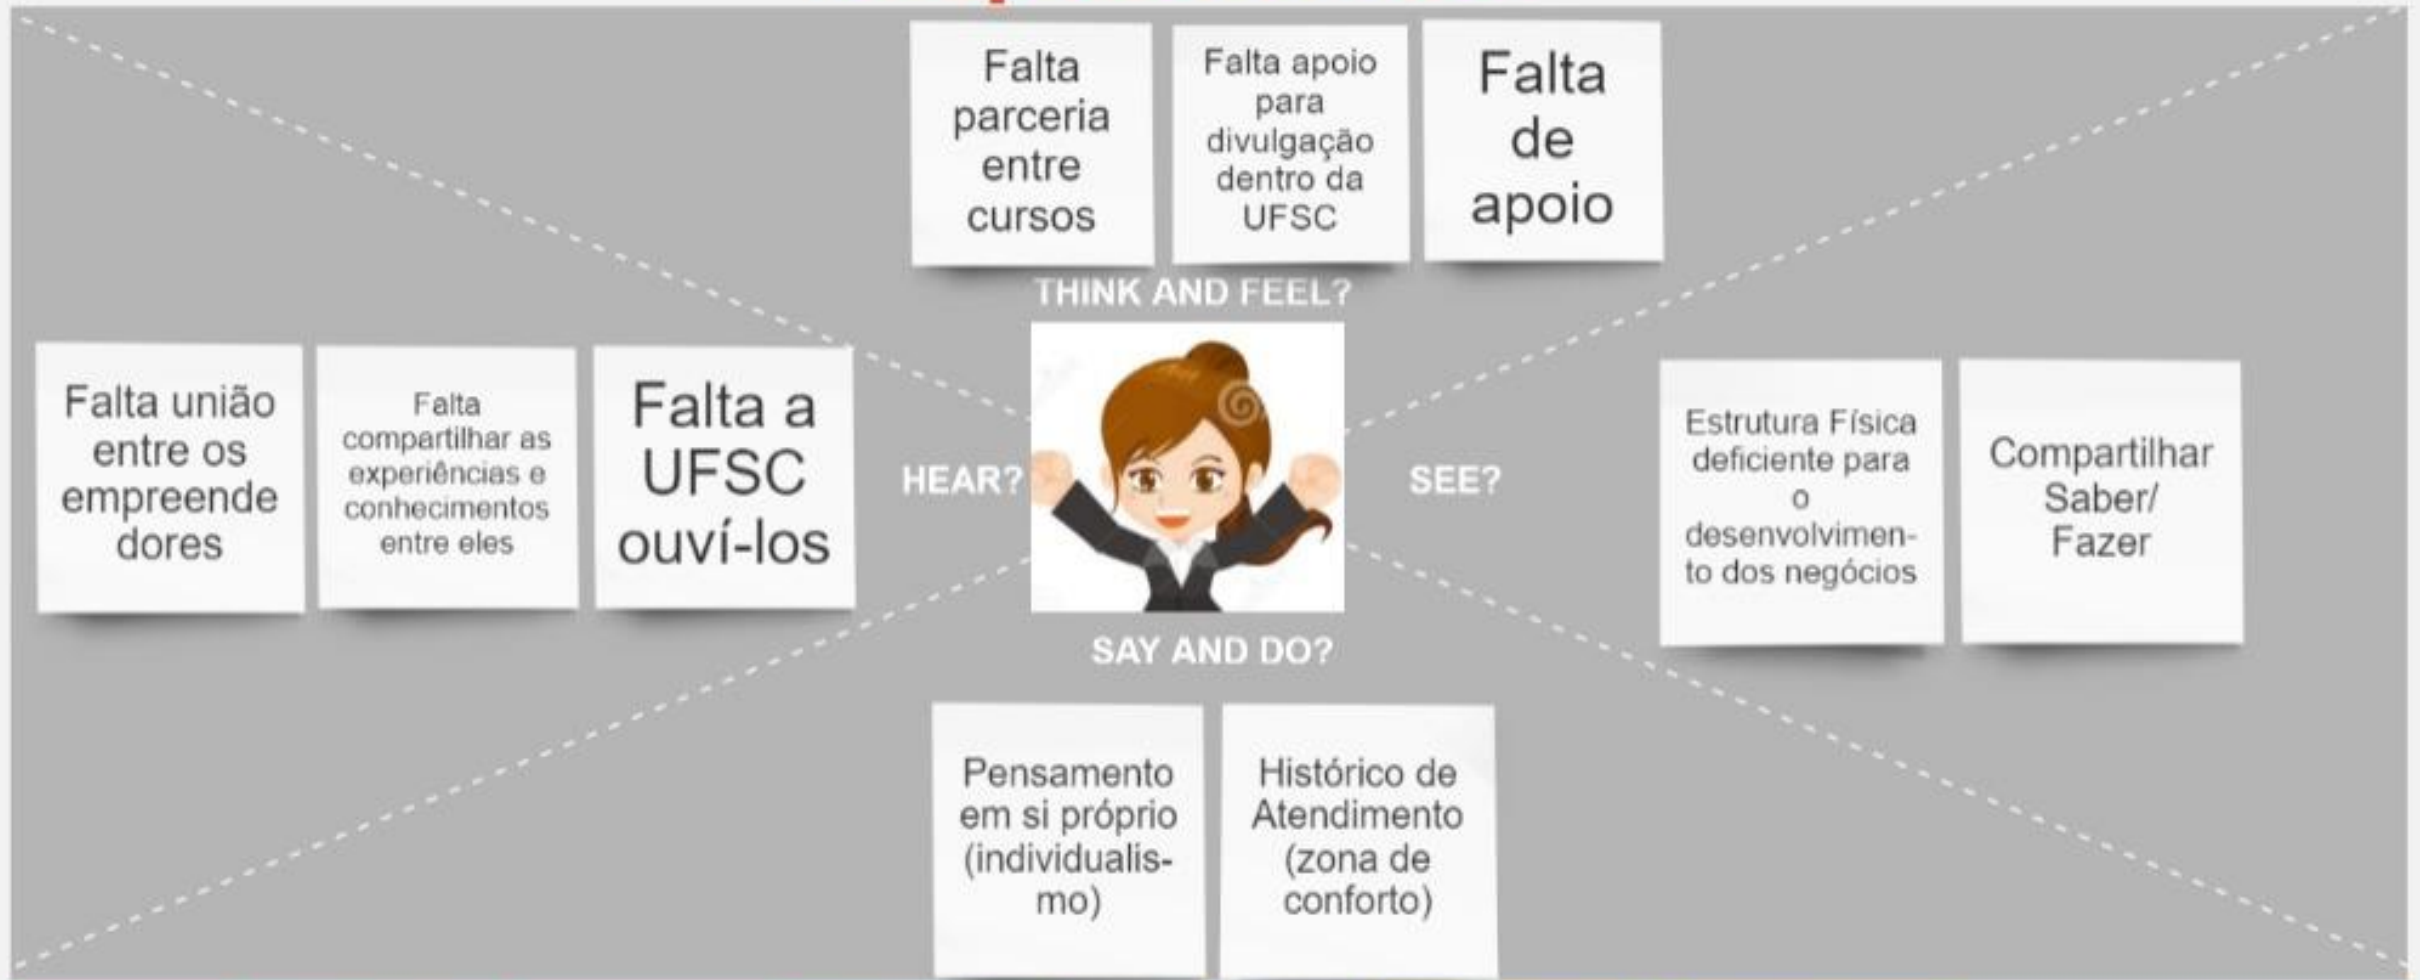 Falta
parceria
entre
cursos
Falta apoio
para
divulgação
dentro da
UFSC
Falta
de
apoio
THINK AND FEEL?
Falta união
entre os
empreende
dores
Falta
compartilhar as
experiências e
conhecimentos
entre eles
Falta a
UFSC
ouví-los
HEAR?
SEE?
Estrutura Física
deficiente para
o
desenvolvimen-
to dos negócios
Compartilhar
Saber/
Fazer
SAY AND DO?
Pensamento
em si próprio
(individualis-
mo)
Histórico de
Atendimento
(zona de
conforto)